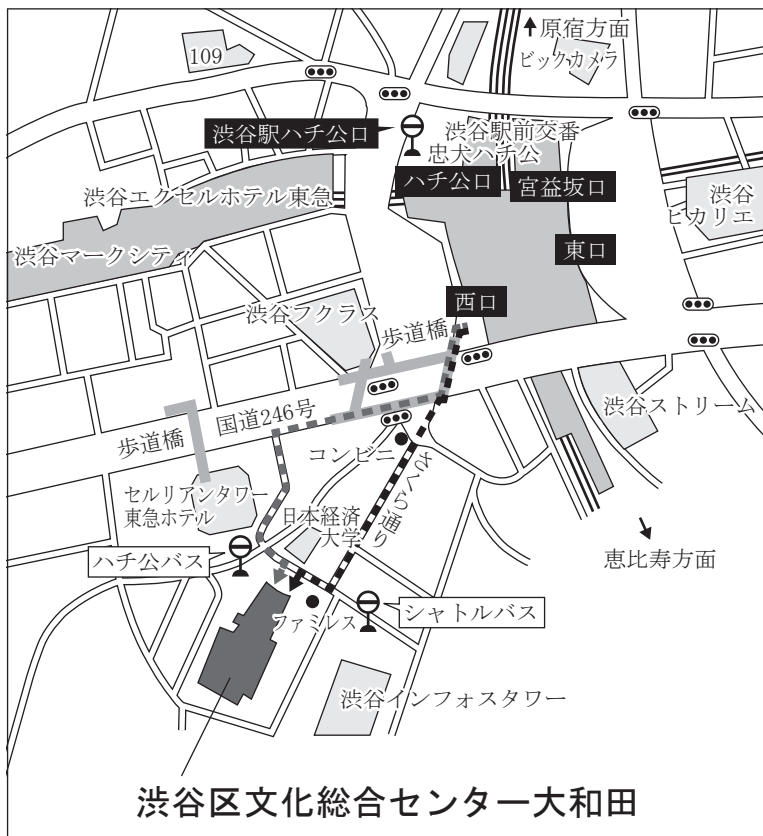 原宿方面
109
ビックカメラ
渋谷駅ハチ公口
渋谷駅前交番
忠犬ハチ公
ハチ公口
宮益坂口
渋谷エクセルホテル東急
渋谷
ヒカリエ
渋谷マークシティ
東口
西口
渋谷フクラス
歩道橋
国道246号
渋谷ストリーム
歩道橋
コンビニ
さくら通り
セルリアンタワー
東急ホテル
日本経済
大学
ハチ公バス
恵比寿方面
ファミレス
シャトルバス
渋谷インフォスタワー
渋谷区文化総合センター大和田